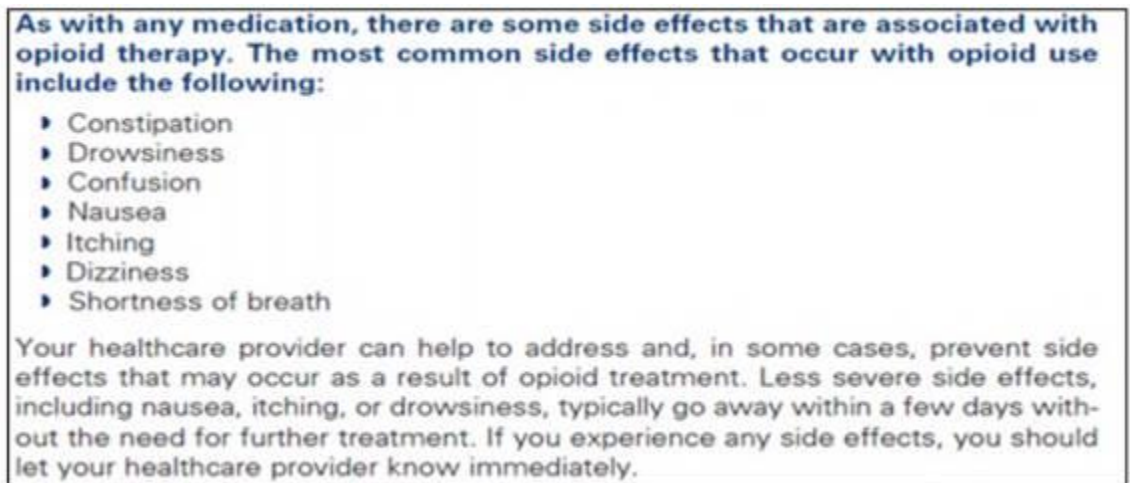 As with any medication, there are some side effects that are associated with
opioid therapy. The most common side effects that occur with opioid use
include the following:
Constipation
Drowsiness
Confusion
Nausea
Itching
Dizziness
Shortness of breath
Your healthcare provider can help to address and, in some cases, prevent side
effects that may occur as a result of opioid treatment. Less severe side effects,
including nausea, itching, or drowsiness, typically go away within a few days with-
out the need for further treatment. If you experience any side effects, you should
let your healthcare provider know immediately.